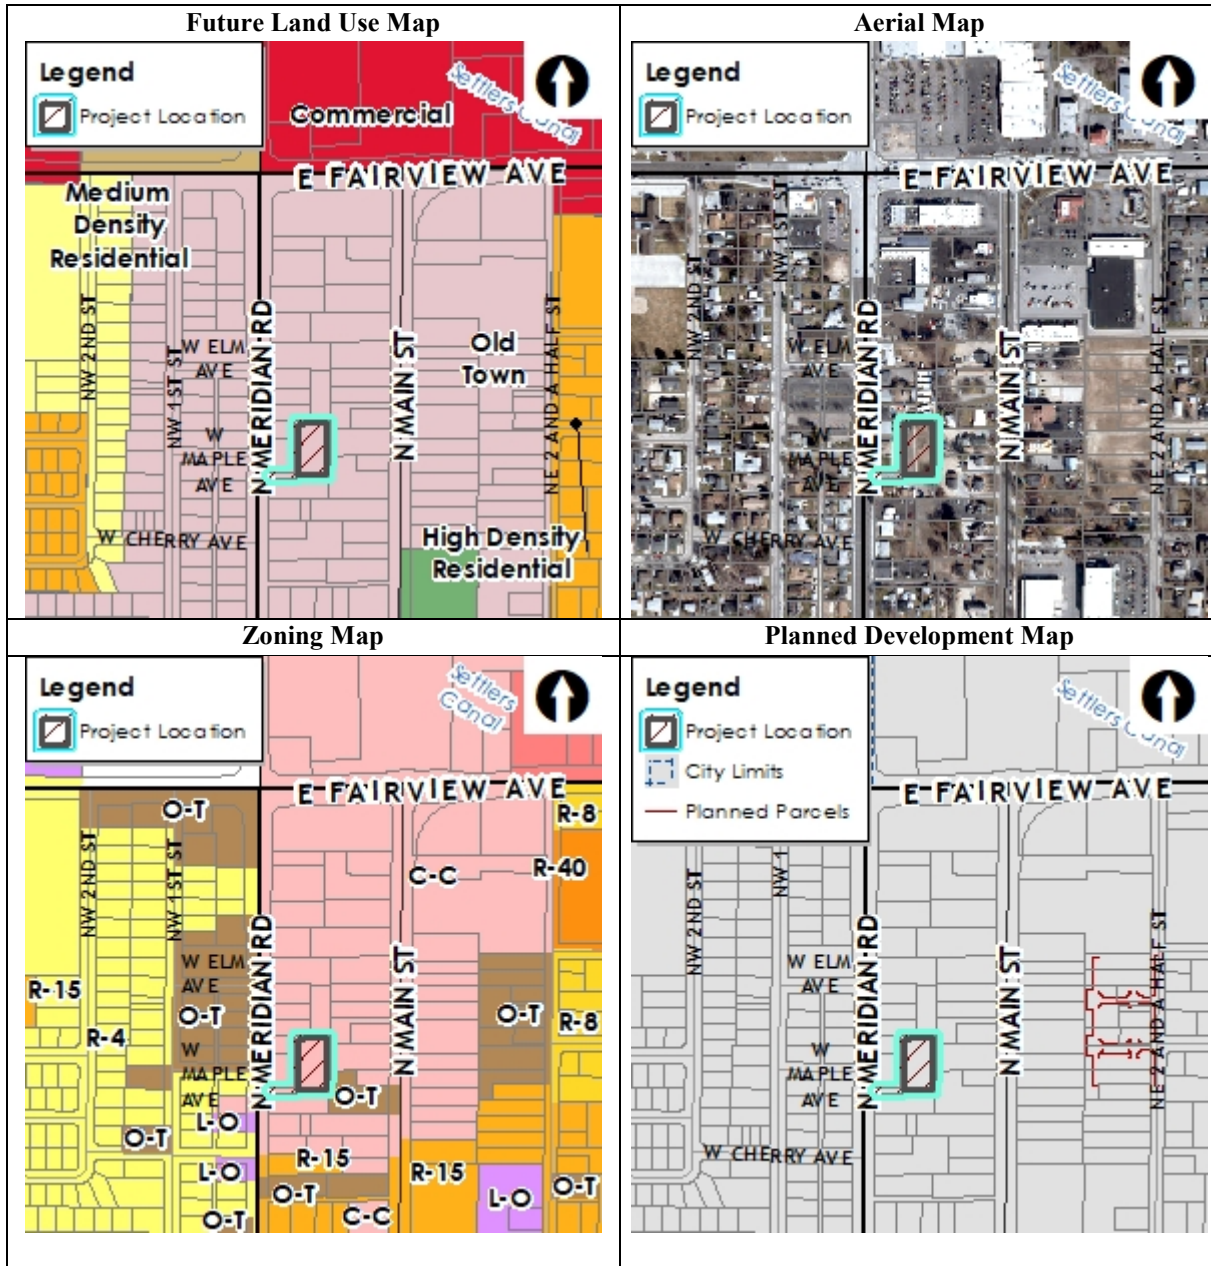 Future Land Use Map
Legend
Project Location
Settlers
Canal
Commercial
E FAIRVIEW AVE
Medium
Density
Residential
NW 2ND ST
NW 1ST ST
N MERIDIAN RD
N MAIN ST
NE 2 AND A HALF ST
W ELM
AVE
Old
Town
W
MAPLE
AVE
W CHERRY AVE
High Density
Residential
Aerial Map
Legend
Project Location
Settlers
Canal
E FAIRVIEW AVE
NW 2ND ST
NW 1ST ST
N MERIDIAN RD
N MAIN ST
NE 2 AND A HALF ST
W ELM
AVE
W
MAPLE
AVE
W CHERRY AVE
Zoning Map
Legend
Project Location
Settlers
Canal
E FAIRVIEW AVE
O-T
R-8
C-C
R-40
NW 2ND ST
NW 1ST ST
N MERIDIAN RD
N MAIN ST
W ELM
AVE
R-15
O-T
O-T
R-8
R-4
W
MAPLE
AVE
O-T
L-O
O-T
R-15
R-15
L-O
O-T
L-O
O-T
O-T
C-C
Planned Development Map
Legend
Project Location
City Limits
Planned Parcels
Settlers
Canal
E FAIRVIEW AVE
NW 2ND ST
NW 1
N MERIDIAN RD
N MAIN ST
NE 2 AND A HALF ST
W ELM
AVE
W
MAPLE
AVE
W CHERRY AVE